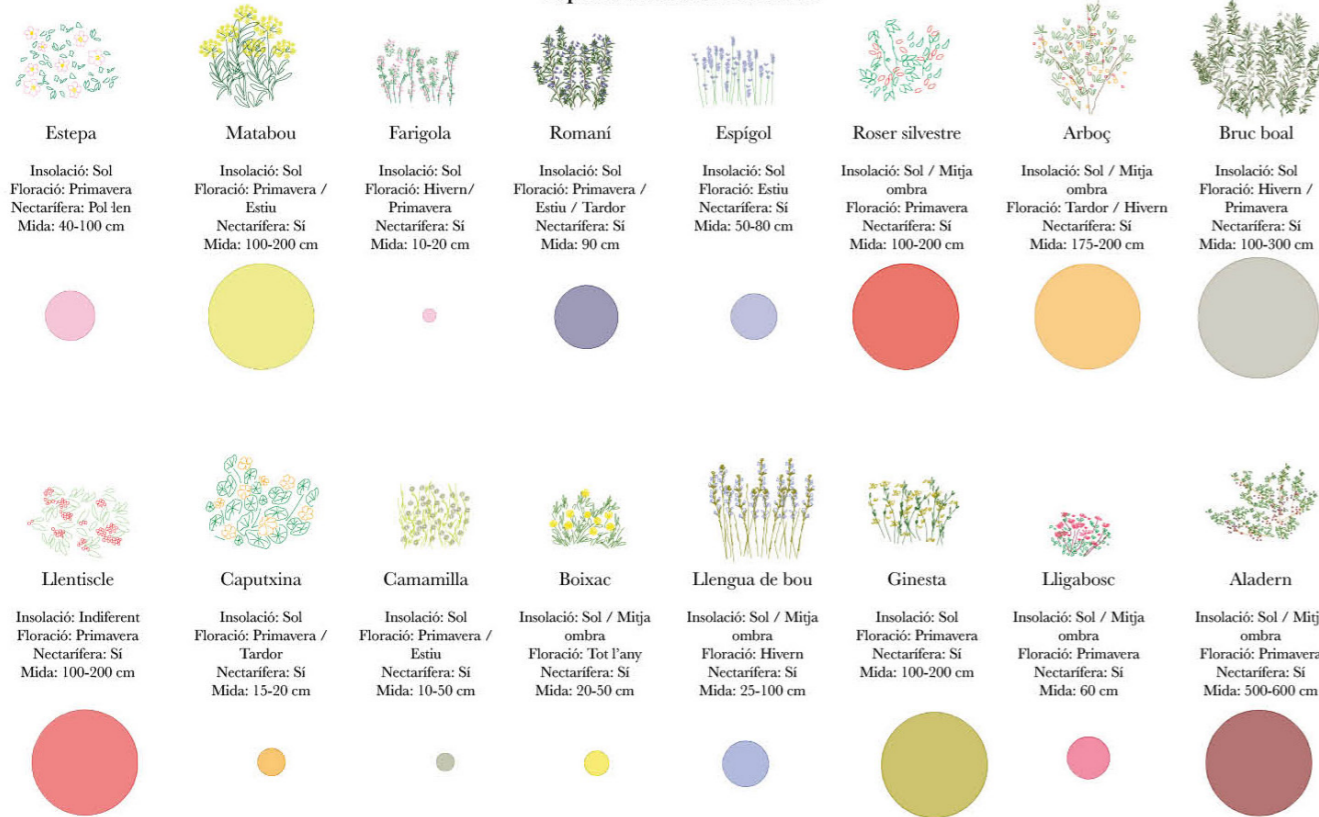 Estepa
Insolació: Sol
Floració: Primavera
Nectarífera: Pol·len
Mida: 40-100 cm
Matabou
Insolació: Sol
Floració: Primavera /
Estiu
Nectarífera: Sí
Mida: 100-200 cm
Farigola
Insolació: Sol
Floració: Hivern/
Primavera
Nectarífera: Sí
Mida: 10-20 cm
Romaní
Insolació: Sol
Floració: Primavera /
Estiu / Tardor
Nectarífera: Sí
Mida: 90 cm
Espígol
Insolació: Sol
Floració: Estiu
Nectarífera: Sí
Mida: 50-80 cm
Roser silvestre
Insolació: Sol / Mitja
ombra
Floració: Primavera
Nectarífera: Sí
Mida: 100-200 cm
Arboç
Insolació: Sol / Mitja
ombra
Floració: Tardor / Hivern
Nectarífera: Sí
Mida: 175-200 cm
Bruc boal
Insolació: Sol
Floració: Hivern /
Primavera
Nectarífera: Sí
Mida: 100-300 cm
Llentiscle
Insolació: Indiferent
Floració: Primavera
Nectarífera: Sí
Mida: 100-200 cm
Caputxina
Insolació: Sol
Floració: Primavera /
Tardor
Nectarífera: Sí
Mida: 15-20 cm
Camamilla
Insolació: Sol
Floració: Primavera /
Estiu
Nectarífera: Sí
Mida: 10-50 cm
Boixac
Insolació: Sol / Mitja
ombra
Floració: Tot l'any
Nectarífera: Sí
Mida: 20-50 cm
Llengua de bou
Insolació: Sol / Mitja
ombra
Floració: Hivern
Nectarífera: Sí
Mida: 25-100 cm
Ginesta
Insolació: Sol
Floració: Primavera
Nectarífera: Sí
Mida: 100-200 cm
Lligabosc
Insolació: Sol / Mitja
ombra
Floració: Primavera
Nectarífera: Sí
Mida: 60 cm
Aladern
Insolació: Sol / Mitja
ombra
Floració: Primavera
Nectarífera: Sí
Mida: 500-600 cm